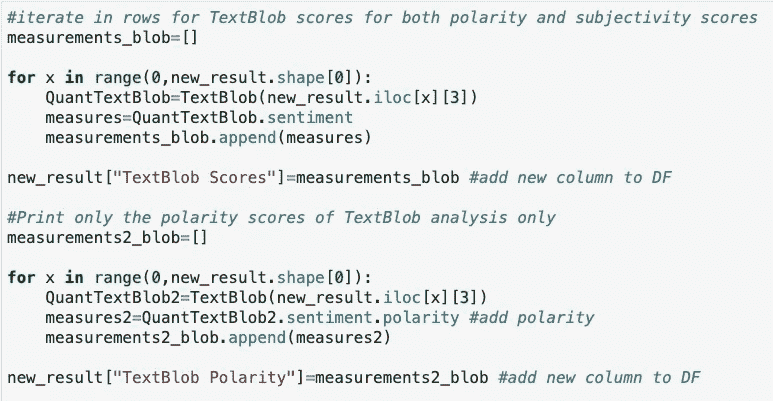 #iterate in rows for TextBlob scores for both polarity and subjectivity scores
measurements_blob=[]
for x in range(0,new_result.shape[0]):
    QuantTextBlob=TextBlob(new_result.iloc[x][3])
    measures=QuantTextBlob.sentiment
    measurements_blob.append(measures)
new_result["TextBlob Scores"]=measurements_blob #add new column to DF
#Print only the polarity scores of TextBlob analysis only
measurements2_blob=[]
for x in range(0,new_result.shape[0]):
    QuantTextBlob2=TextBlob(new_result.iloc[x][3])
    measures2=QuantTextBlob2.sentiment.polarity #add polarity
    measurements2_blob.append(measures2)
new_result["TextBlob Polarity"]=measurements2_blob #add new column to DF